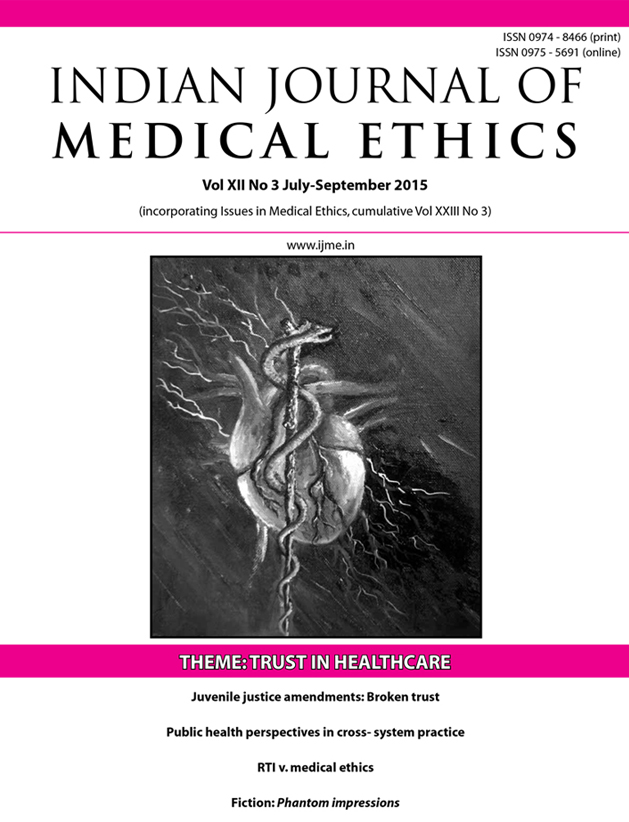 ISSN 0974 - 8466 (print)
ISSN 0975 - 5691 (online)
INDIAN JOURNAL OF
MEDICAL ETHICS
Vol XII No 3 July-September 2015
(incorporating Issues in Medical Ethics, cumulative Vol XXIII No 3)
www.ijme.in
THEME: TRUST IN HEALTHCARE
Juvenile justice amendments: Broken trust
Public health perspectives in cross- system practice
RTI v. medical ethics
Fiction: Phantom impressions